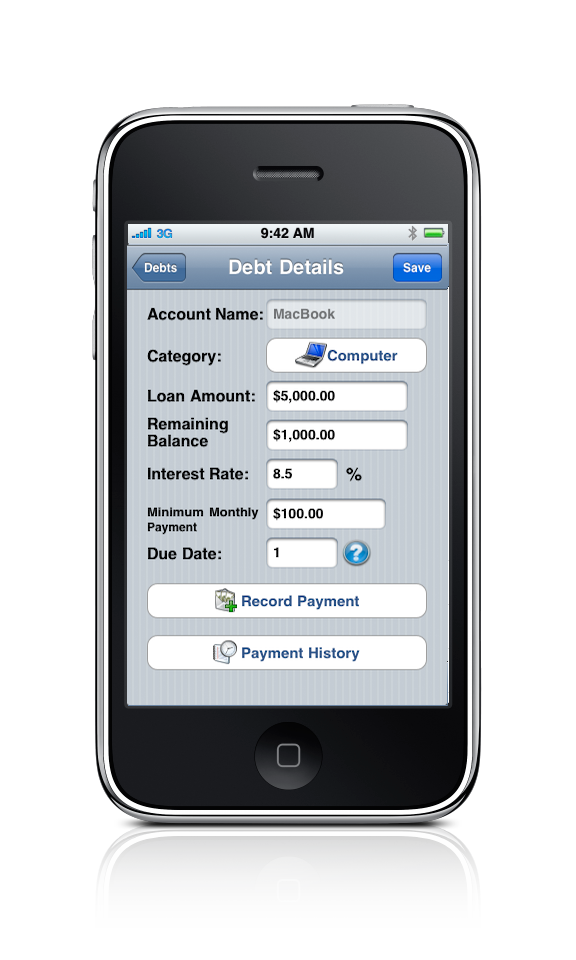 3G 9:42 AM
Debts Debt Details Save
Account Name: MacBook
Category: Computer
Loan Amount: $5,000.00
Remaining
Balance $1,000.00
Interest Rate: 8.5 %
Minimum Monthly
Payment $100.00
Due Date: 1 ?
Record Payment
Payment History